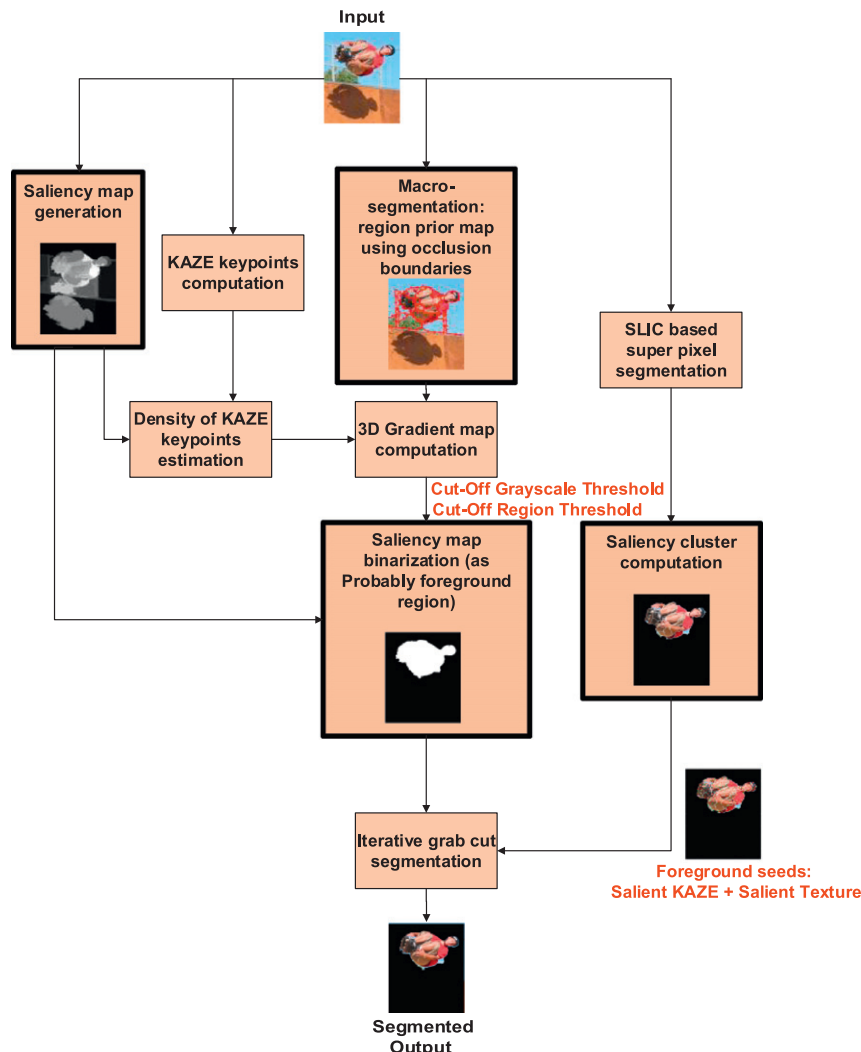 Input
Saliency map
generation
KAZE keypoints
computation
Macro-
segmentation:
region prior map
using occlusion
boundaries
SLIC based
super pixel
segmentation
Density of KAZE
keypoints
estimation
3D Gradient map
computation
Cut-Off Grayscale Threshold
Cut-Off Region Threshold
Saliency map
binarization (as
Probably foreground
region)
Saliency cluster
computation
Iterative grab cut
segmentation
Foreground seeds:
Salient KAZE + Salient Texture
Segmented
Output